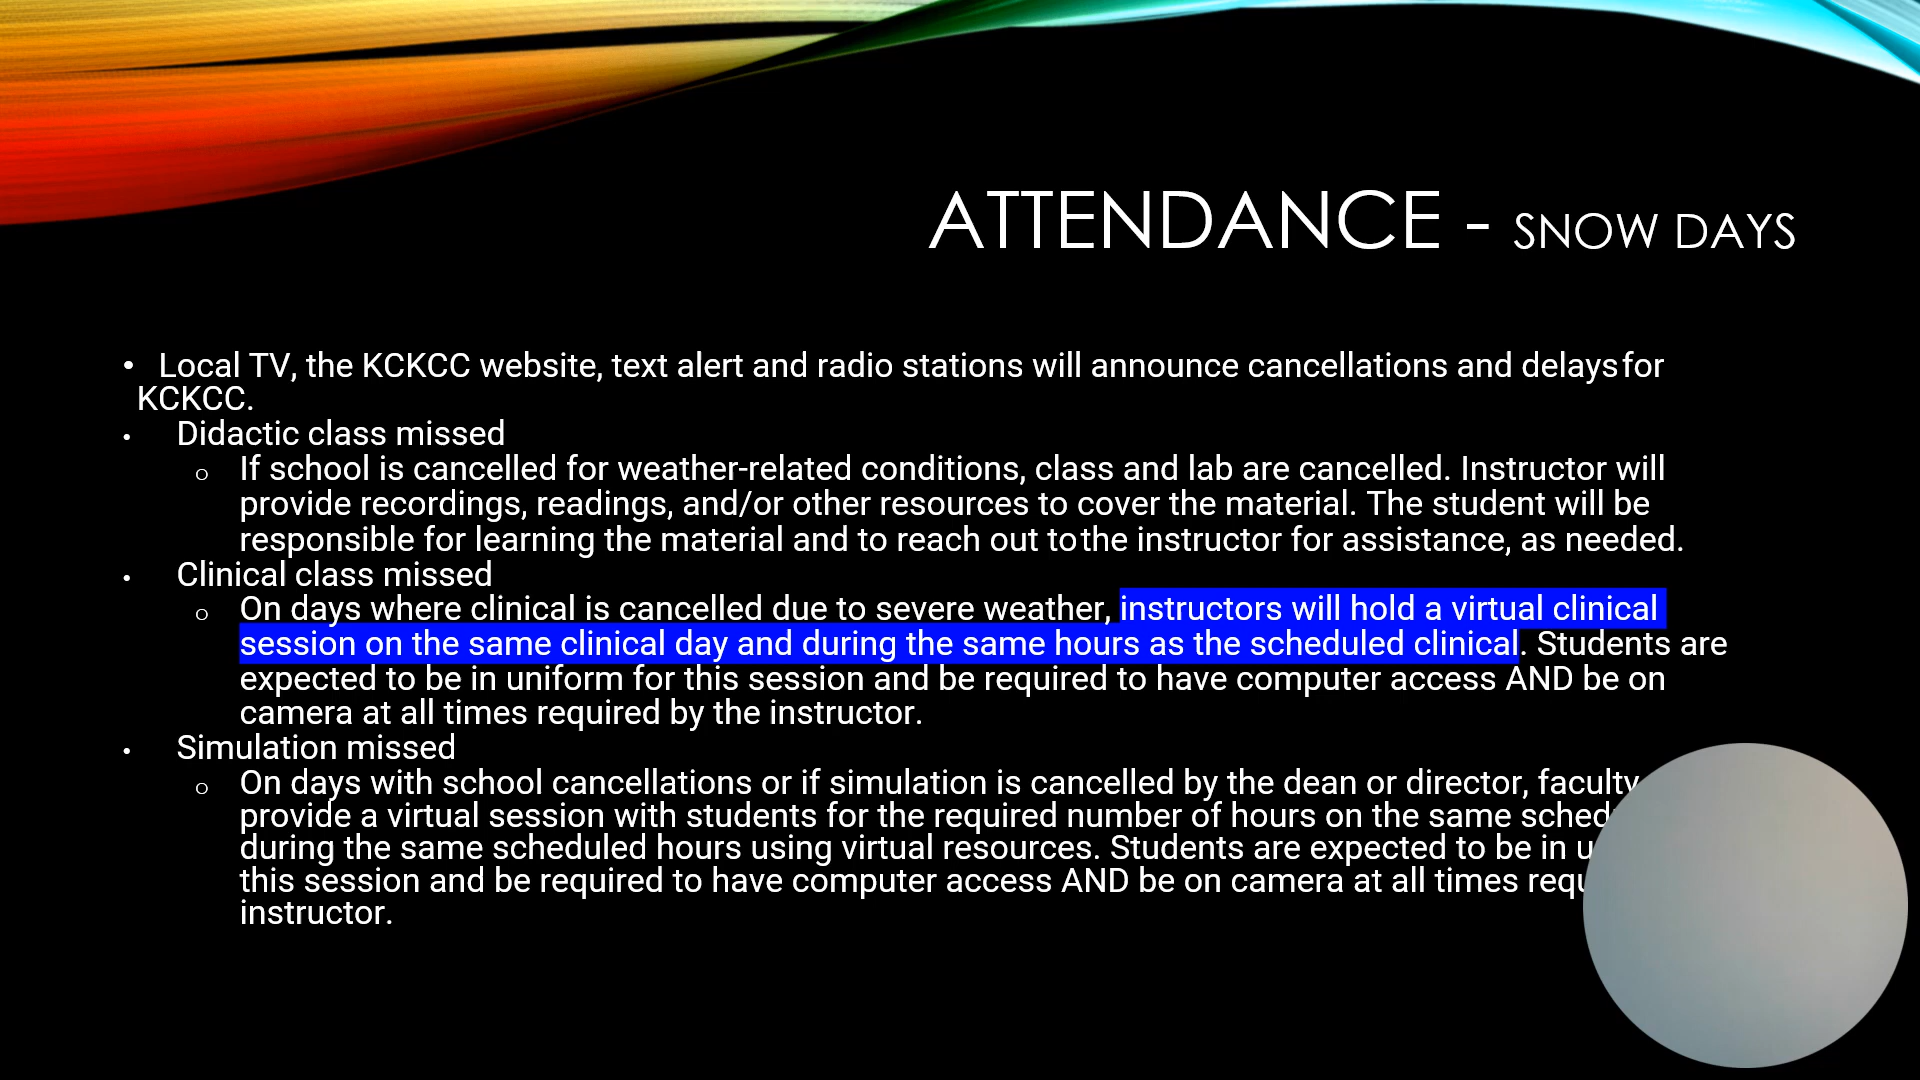 ATTENDANCE - SNOW DAYS
• Local TV, the KCKCC website, text alert and radio stations will announce cancellations and delays for
KCKCC.
• Didactic class missed
o If school is cancelled for weather-related conditions, class and lab are cancelled. Instructor will
provide recordings, readings, and/or other resources to cover the material. The student will be
responsible for learning the material and to reach out to the instructor for assistance, as needed.
• Clinical class missed
o On days where clinical is cancelled due to severe weather, instructors will hold a virtual clinical
session on the same clinical day and during the same hours as the scheduled clinical. Students are
expected to be in uniform for this session and be required to have computer access AND be on
camera at all times required by the instructor.
• Simulation missed
o On days with school cancellations or if simulation is cancelled by the dean or director, faculty
provide a virtual session with students for the required number of hours on the same
during the same scheduled hours using virtual resources. Students are expected to be in
this session and be required to have computer access AND be on camera at all times
instructor.